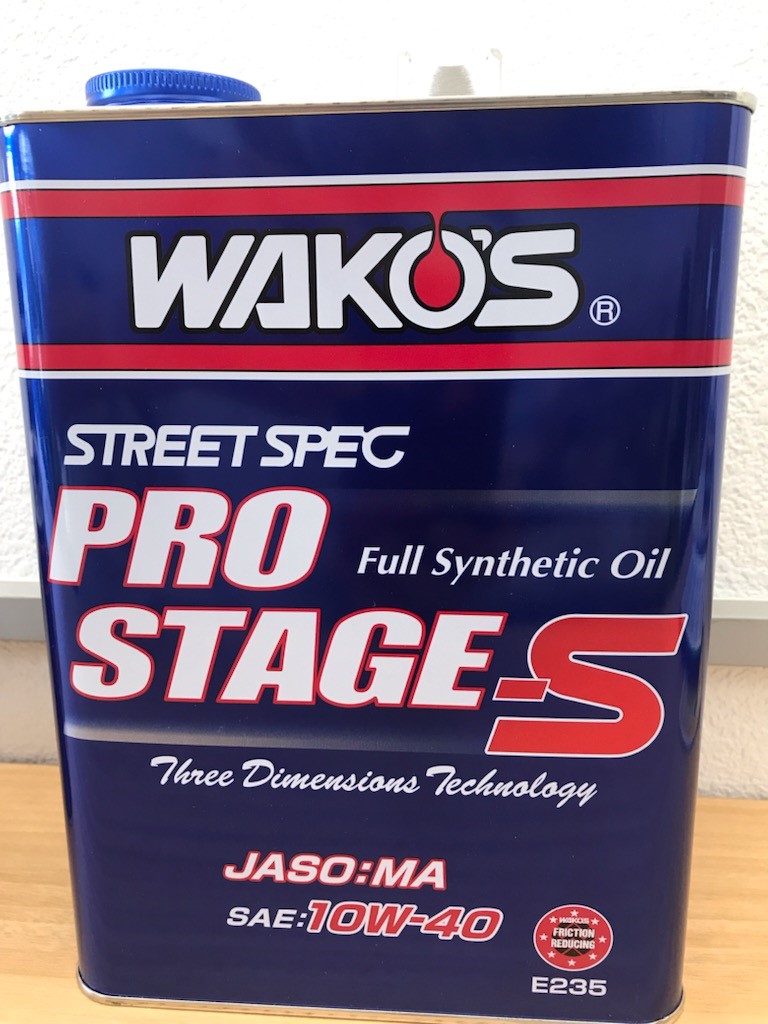 WAKO'S®
STREET SPEC
PRO
Full Synthetic Oil
STAGE-S
Three Dimensions Technology
JASO:MA
SAE:10W-40
WAKO'S
FRICTION
REDUCING
E235